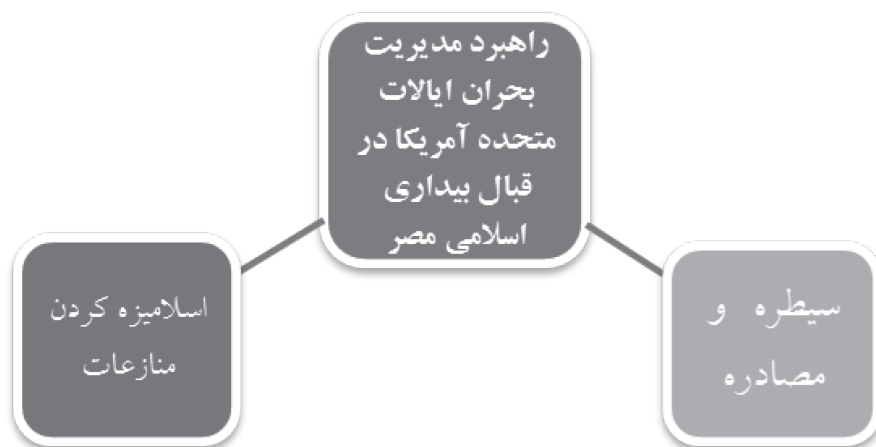 راهبرد مدیریت
بحران ایالات
متحده آمریکا در
قبال بیداری
اسلامی مصر
سیطره و
مصادره
اسلامیزه کردن
منازعات